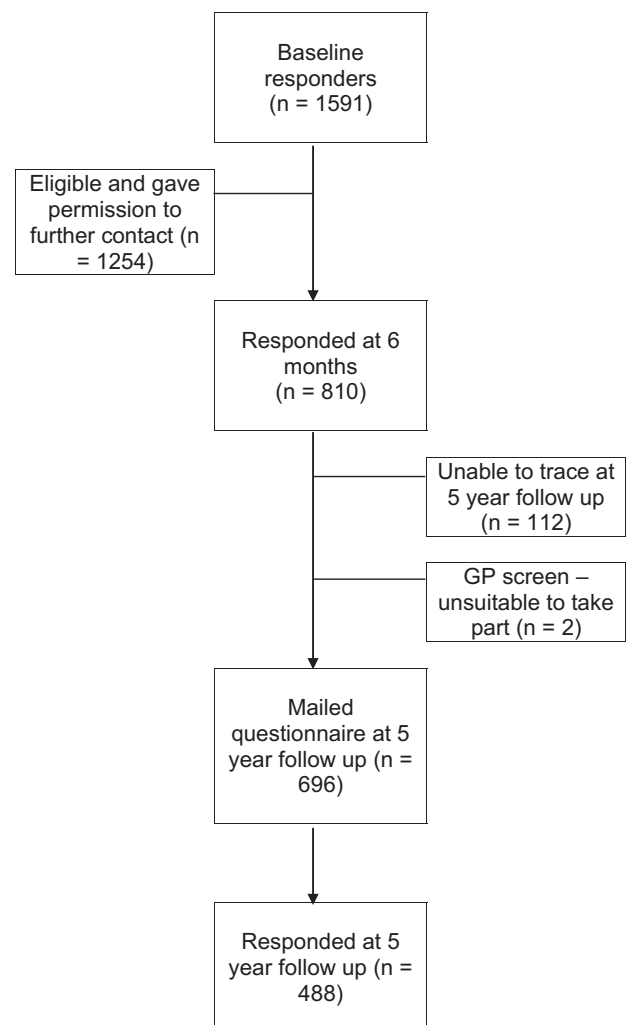 Baseline
responders
(n = 1591)
Eligible and gave
permission to
further contact (n
= 1254)
Responded at 6
months
(n = 810)
Unable to trace at
5 year follow up
(n = 112)
GP screen –
unsuitable to take
part (n = 2)
Mailed
questionnaire at 5
year follow up (n =
696)
Responded at 5
year follow up (n =
488)